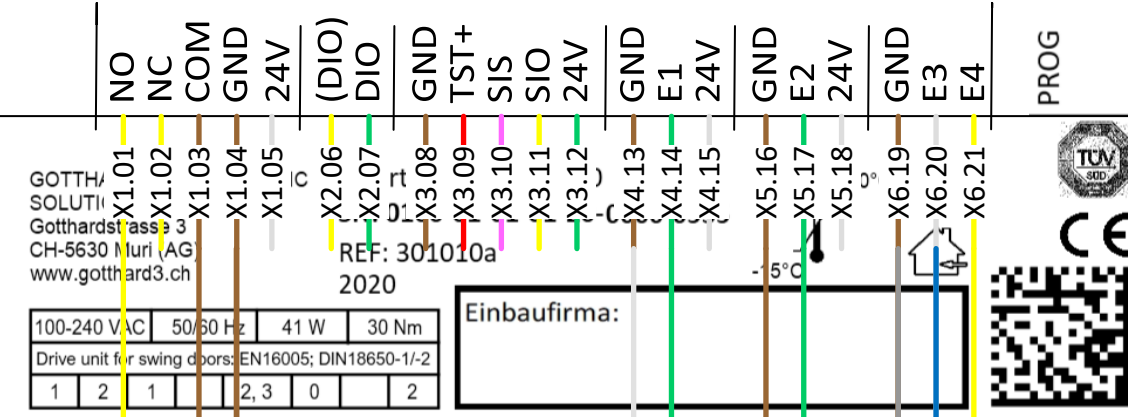 NO NC COM GND 24V (DIO) DIO GND TST+ SIS SIO 24V GND E1 24V GND E2 24V GND E3 E4 PROG
X1.01 X1.02 X1.03 X1.04 X1.05 X2.06 X2.07 X3.08 X3.09 X3.10 X3.11 X3.12 X4.13 X4.14 X4.15 X5.16 X5.17 X5.18 X6.19 X6.20 X6.21
TÜV
SÜD
Gotthardstrasse 3
CH-5630 Muri (AG)
www.gotthard3.ch
REF: 301010a
2020
-15°C
CE
100-240 VAC 50/60 Hz 41 W 30 Nm
Drive unit for swing doors: EN16005; DIN18650-1/-2
1 2 1 2, 3 0 2
Einbaufirma: